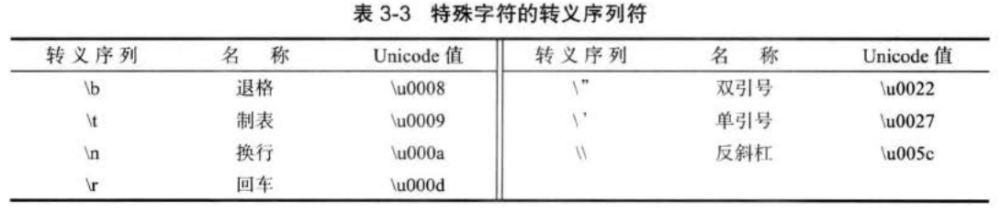 表 3-3 特殊字符的转义序列符
转义序列 名 称 Unicode 值 转义序列 名 称 Unicode 值
\b 退格 \u0008 \” 双引号 \u0022
\t 制表 \u0009 \’ 单引号 \u0027
\n 换行 \u000a \\ 反斜杠 \u005c
\r 回车 \u000d